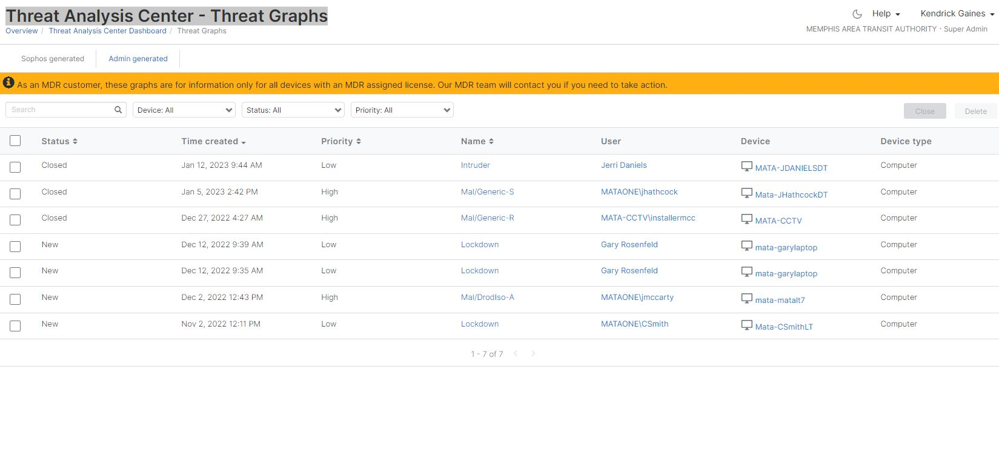 Threat Analysis Center - Threat Graphs
Help
Kendrick Gaines
Overview / Threat Analysis Center Dashboard / Threat Graphs
MEMPHIS AREA TRANSIT AUTHORITY · Super Admin
Sophos generated Admin generated
As an MDR customer, these graphs are for information only for all devices with an MDR assigned license. Our MDR team will contact you if you need to take action.
Search Device: All Status: All Priority: All Close Delete
Status Time created Priority Name User Device Device type
Closed Jan 12, 2023 9:44 AM Low Intruder Jerri Daniels MATA-JDANIELSDT Computer
Closed Jan 5, 2023 2:42 PM High Mal/Generic-S MATAONE\jhathcock Mata-JHathcockDT Computer
Closed Dec 27, 2022 4:27 AM High Mal/Generic-R MATA-CCTV\installermcc MATA-CCTV Computer
New Dec 12, 2022 9:39 AM Low Lockdown Gary Rosenfeld mata-garylaptop Computer
New Dec 12, 2022 9:35 AM Low Lockdown Gary Rosenfeld mata-garylaptop Computer
New Dec 2, 2022 12:43 PM High Mal/DrodIso-A MATAONE\jmccarty mata-matalt7 Computer
New Nov 2, 2022 12:11 PM Low Lockdown MATAONE\CSmith Mata-CSmithLT Computer
1 - 7 of 7